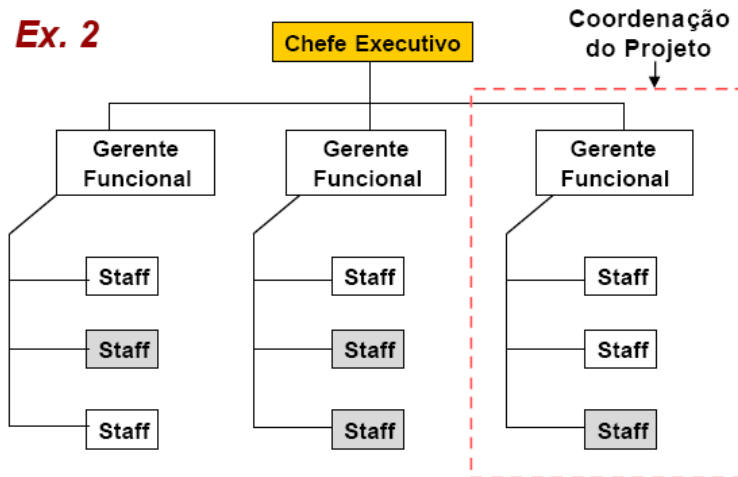 Ex. 2
Chefe Executivo
Coordenação
do Projeto
Gerente
Funcional
Gerente
Funcional
Gerente
Funcional
Staff
Staff
Staff
Staff
Staff
Staff
Staff
Staff
Staff